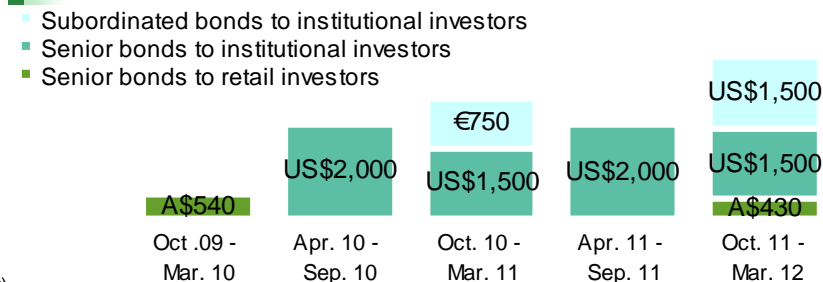 Subordinated bonds to institutional investors
Senior bonds to institutional investors
Senior bonds to retail investors
US$1,500
€750
US$2,000
US$1,500
US$2,000
US$1,500
A$540
A$430
Oct .09 -
Mar. 10
Apr. 10 -
Sep. 10
Oct. 10 -
Mar. 11
Apr. 11 -
Sep. 11
Oct. 11 -
Mar. 12